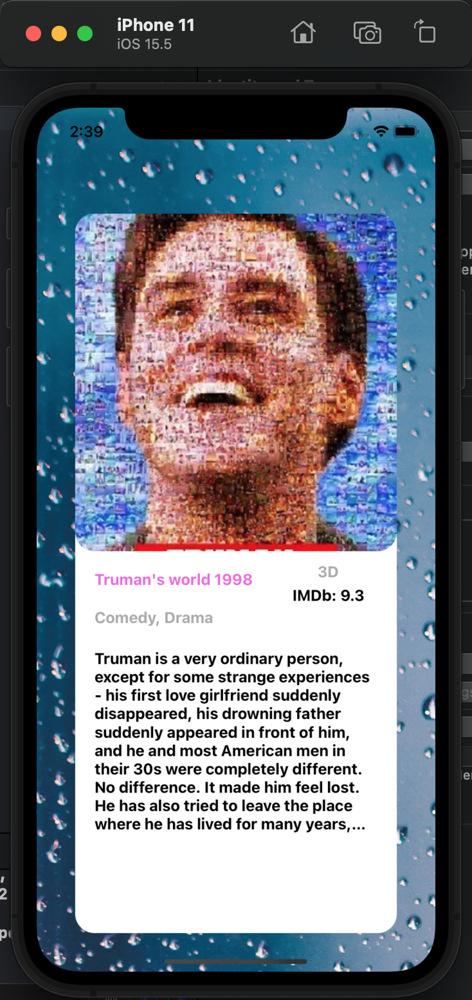 iPhone 11
iOS 15.5
2:39
Truman's world 1998
3D
IMDb: 9.3
Comedy, Drama
Truman is a very ordinary person,
except for some strange experiences
- his first love girlfriend suddenly
disappeared, his drowning father
suddenly appeared in front of him,
and he and most American men in
their 30s were completely different.
No difference. It made him feel lost.
He has also tried to leave the place
where he has lived for many years,...